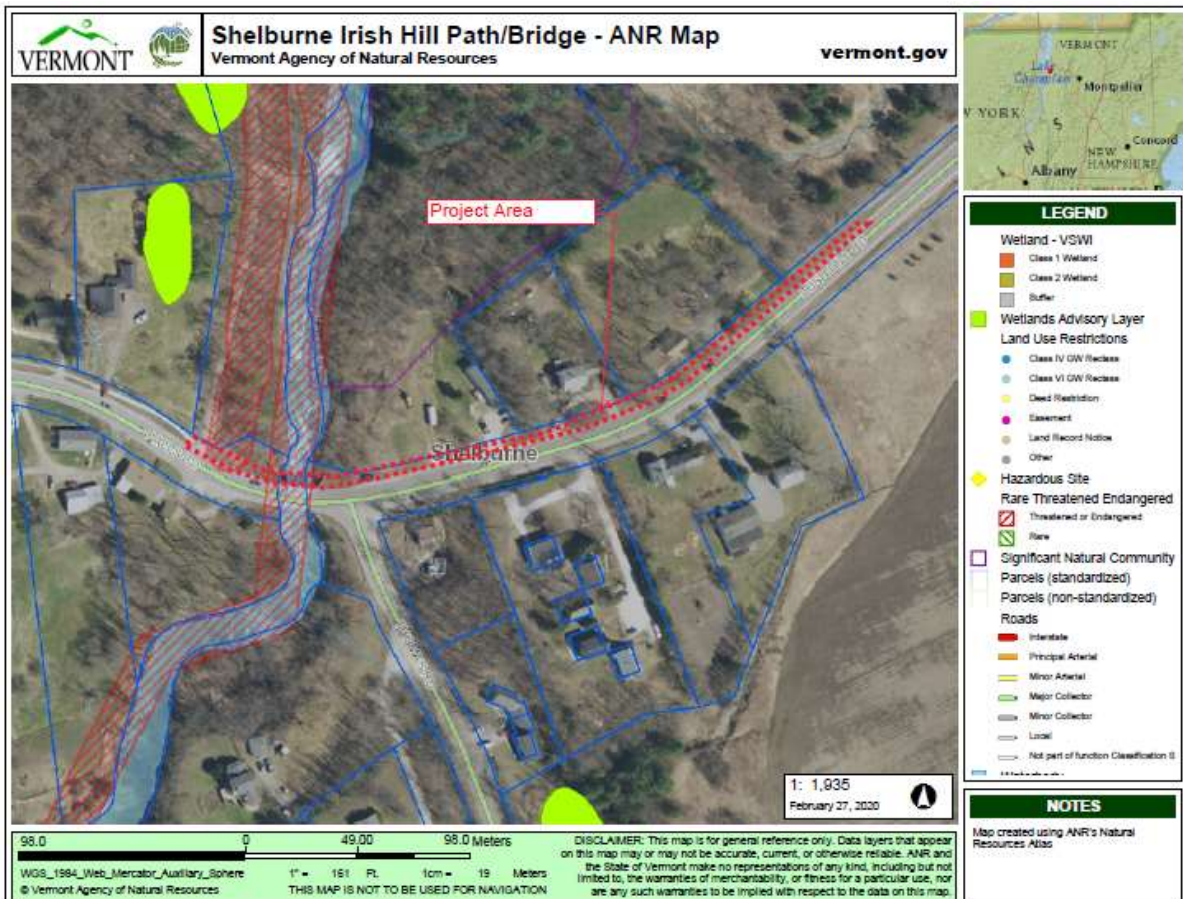 VERMONT
Shelburne Irish Hill Path/Bridge - ANR Map
Vermont Agency of Natural Resources
vermont.gov
VERMONT
Lake
Champlain
Montpelier
W YORK
Concord
NEW
HAMPSHIRE
Albany
Project Area
Shelburne
LEGEND
Wetland - VSWI
Class 1 Wetland
Class 2 Wetland
Buffer
Wetlands Advisory Layer
Land Use Restrictions
Class IV GW Reclass
Class VI GW Reclass
Deed Restriction
Easement
Land Record Notice
Other
Hazardous Site
Rare Threatened Endangered
Threatened or Endangered
Rare
Significant Natural Community
Parcels (standardized)
Parcels (non-standardized)
Roads
Interstate
Principal Arterial
Minor Arterial
Major Collector
Minor Collector
Local
Not part of function Classification S
1: 1,935
February 27, 2020
NOTES
Map created using ANR's Natural
Resources Atlas
98.0 0 49.00 98.0 Meters
WGS_1984_Web_Mercator_Auxiliary_Sphere 1" = 161 Ft. 1cm = 19 Meters
© Vermont Agency of Natural Resources THIS MAP IS NOT TO BE USED FOR NAVIGATION
DISCLAIMER: This map is for general reference only. Data layers that appear
on this map may or may not be accurate, current, or otherwise reliable. ANR and
the State of Vermont make no representations of any kind, including but not
limited to, the warranties of merchantability, or fitness for a particular use, nor
are any such warranties to be implied with respect to the data on this map.